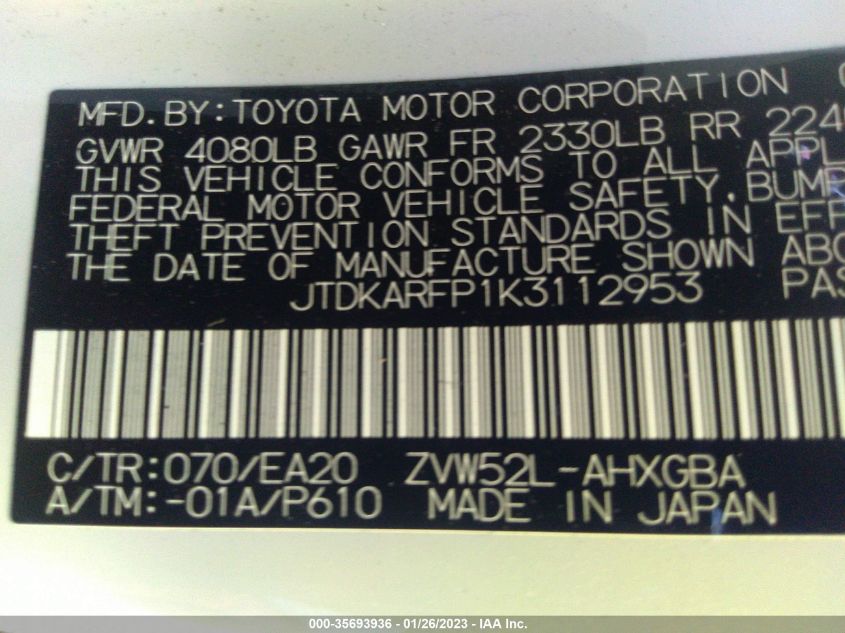 MFD.BY:TOYOTA MOTOR CORPORATION
GVWR 4080LB GAWR FR 2330LB RR
THIS VEHICLE CONFORMS TO ALL
FEDERAL MOTOR VEHICLE SAFETY,
THEFT PREVENTION STANDARDS IN
THE DATE OF MANUFACTURE SHOWN
JTDKARFP1K3112953
C/TR:070/EA20 ZVW52L-AHXGBA
A/TM:-01A/P610 MADE IN JAPAN
000-35693936 - 01/26/2023 - IAA Inc.